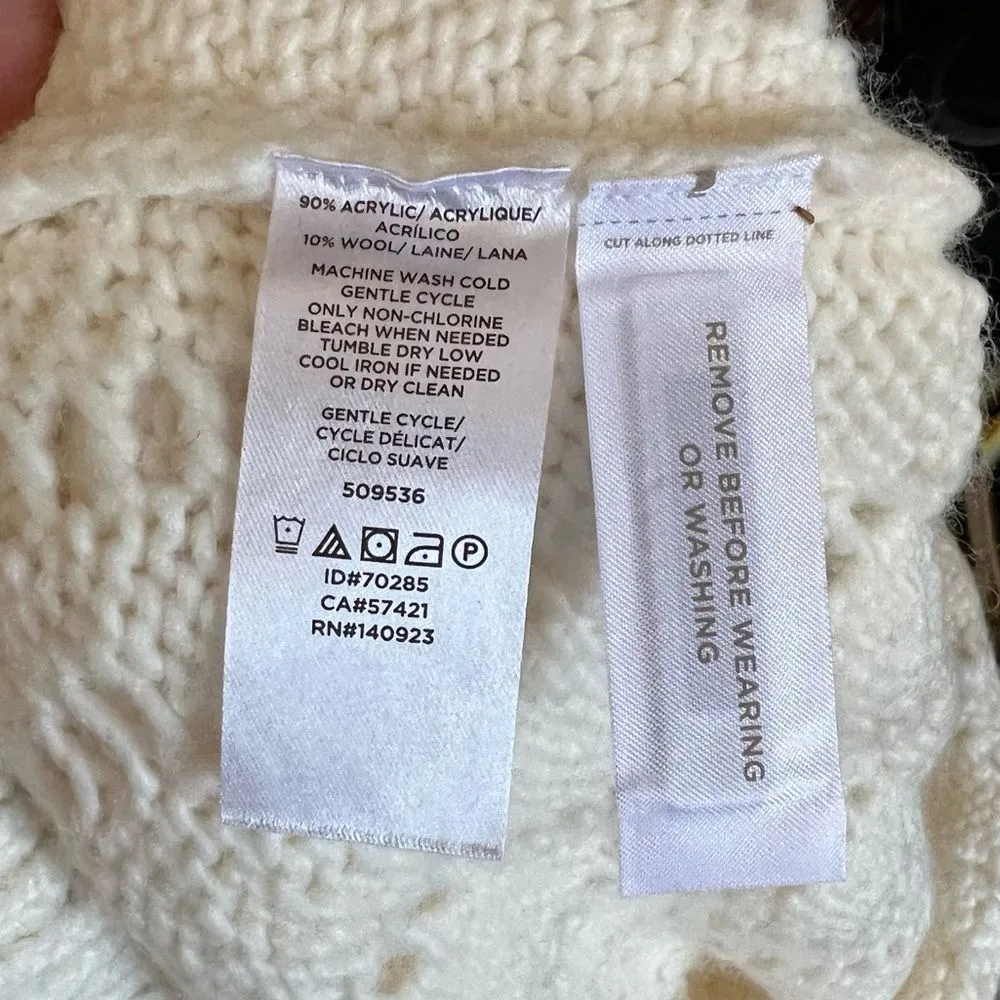 90% ACRYLIC/ ACRYLIQUE/
ACRÍLICO
10% WOOL/ LAINE/ LANA
MACHINE WASH COLD
GENTLE CYCLE
ONLY NON-CHLORINE
BLEACH WHEN NEEDED
TUMBLE DRY LOW
COOL IRON IF NEEDED
OR DRY CLEAN
GENTLE CYCLE/
CYCLE DÉLICAT/
CICLO SUAVE
509536
P
ID#70285
CA#57421
RN#140923
CUT ALONG DOTTED LINE
REMOVE BEFORE WEARING
OR WASHING